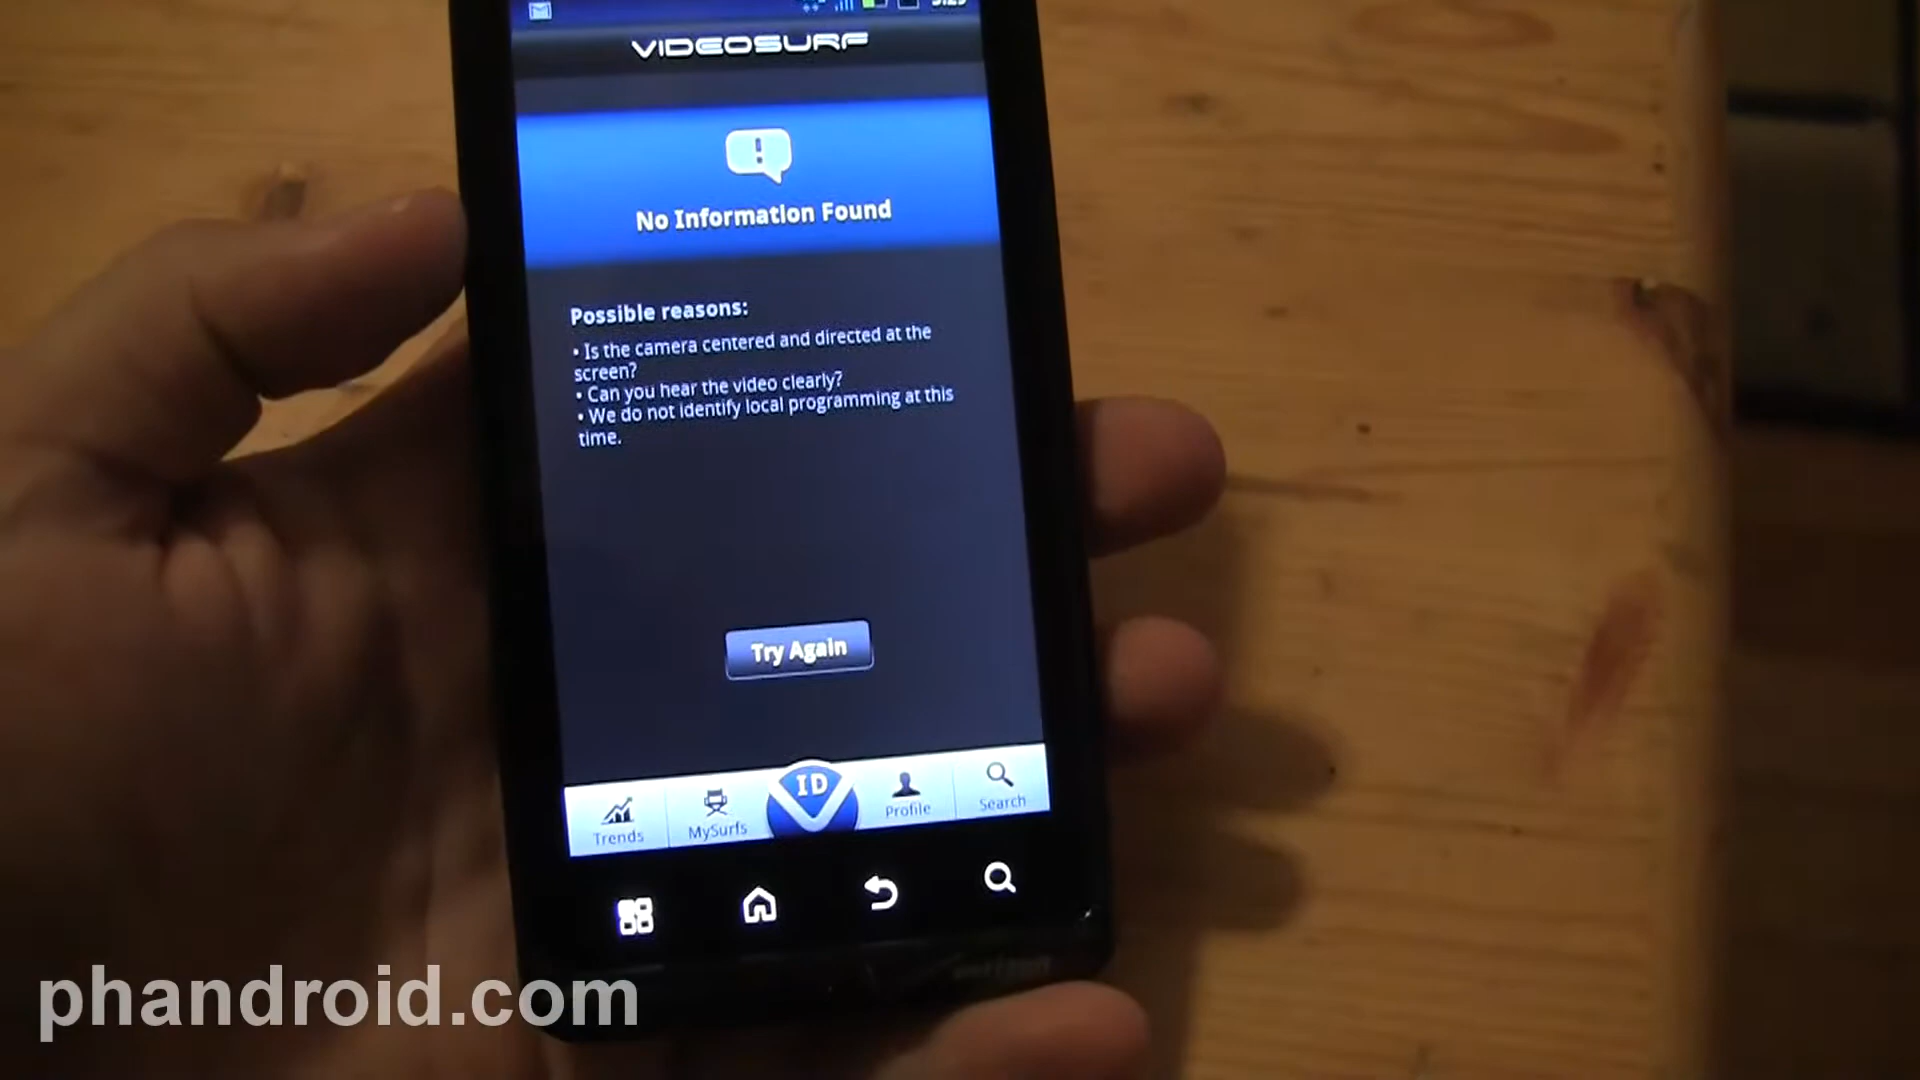 VIDEOSURF
No Information Found
Possible reasons:
• Is the camera centered and directed at the
screen?
• Can you hear the video clearly?
• We do not identify local programming at this
time.
Try Again
Trends
MySurfs
ID
Profile
Search
phandroid.com